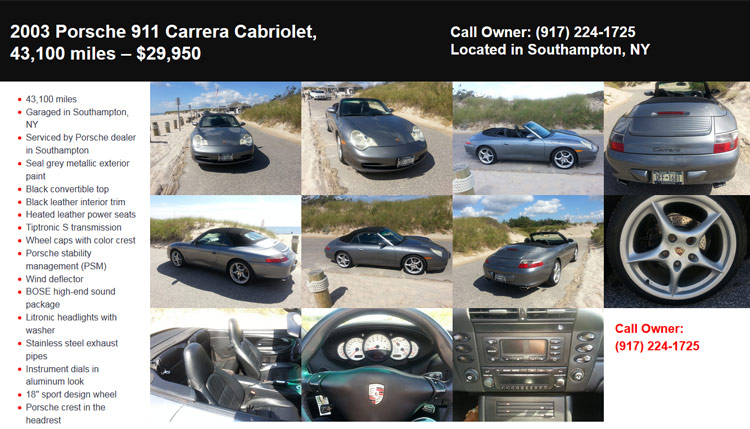 2003 Porsche 911 Carrera Cabriolet,
43,100 miles – $29,950
Call Owner: (917) 224-1725
Located in Southampton, NY
43,100 miles
Garaged in Southampton,
NY
Serviced by Porsche dealer
in Southampton
Seal grey metallic exterior
paint
Black convertible top
Black leather interior trim
Heated leather power seats
Tiptronic S transmission
Wheel caps with color crest
Porsche stability
management (PSM)
Wind deflector
BOSE high-end sound
package
Litronic headlights with
washer
Stainless steel exhaust
pipes
Instrument dials in
aluminum look
18" sport design wheel
Porsche crest in the
headrest
Carrera
Call Owner:
(917) 224-1725